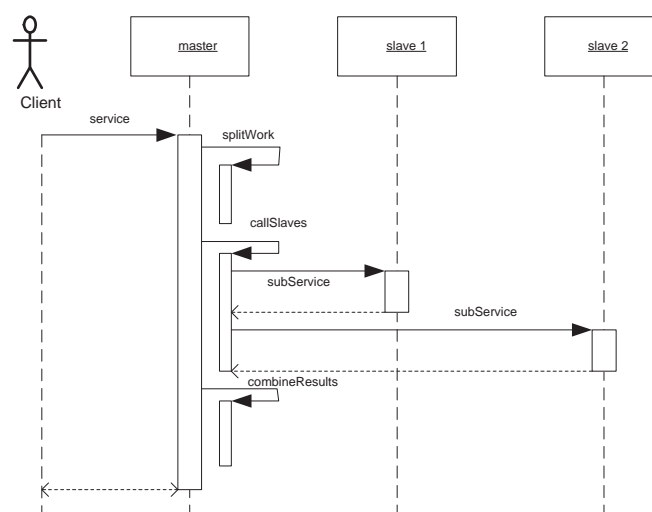 master
slave 1
slave 2
Client
service
splitWork
callSlaves
subService
subService
combineResults